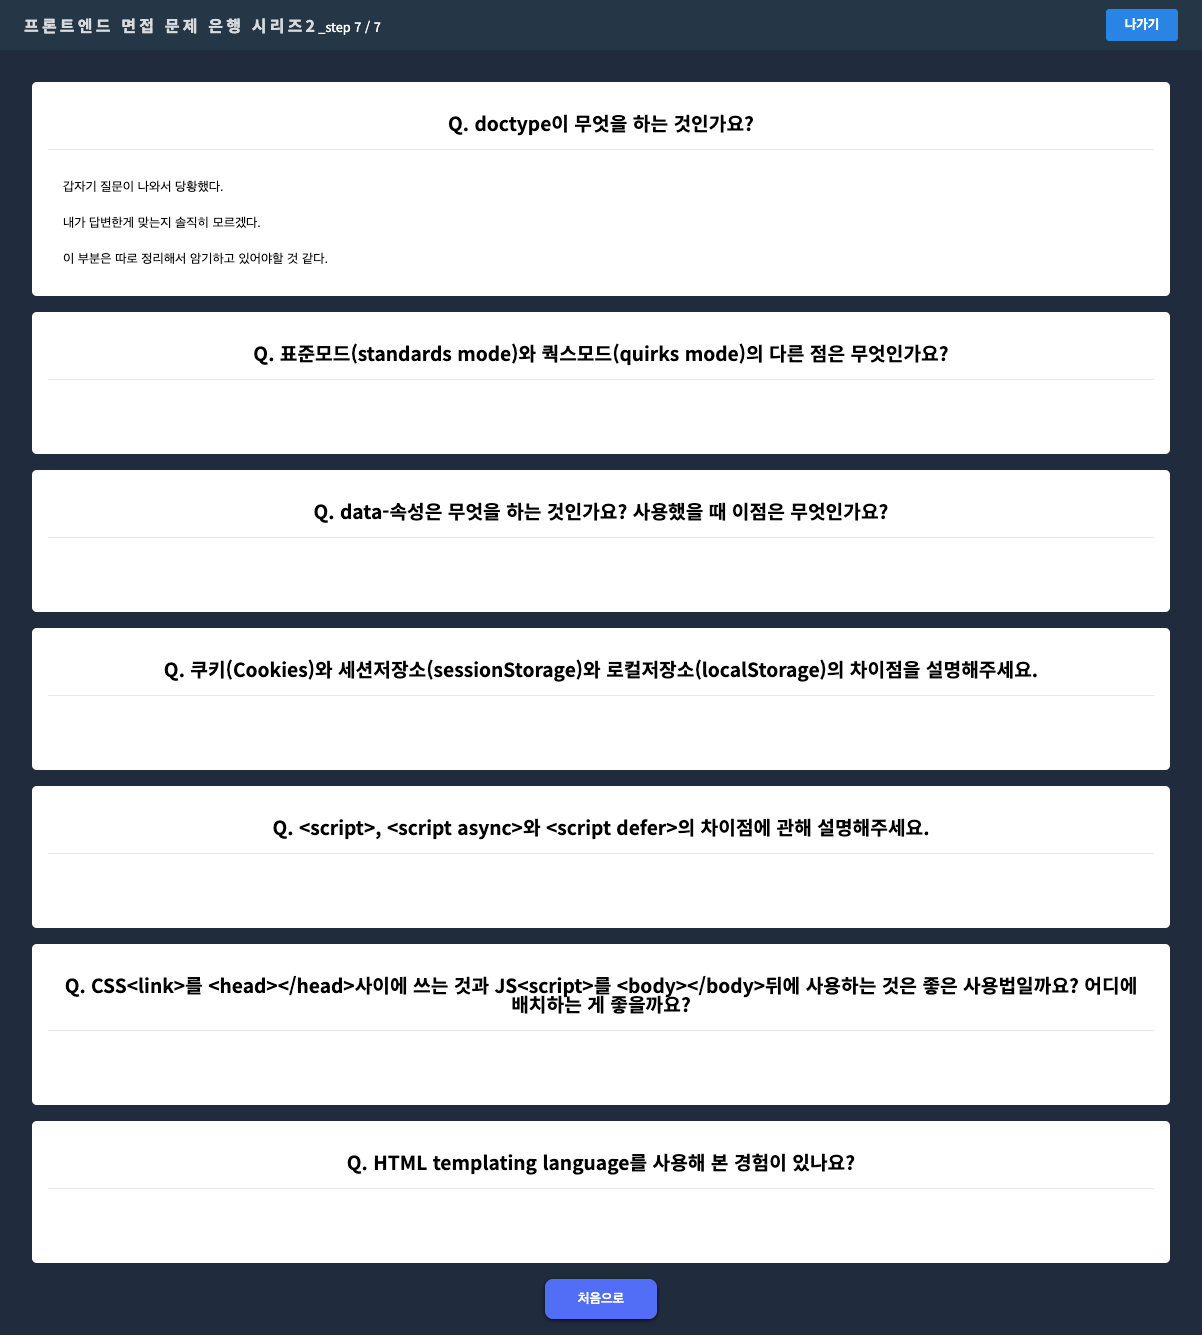 프론트엔드 면접 문제 은행 시리즈2_step 7 / 7
나가기
Q. doctype이 무엇을 하는 것인가요?
갑자기 질문이 나와서 당황했다.
내가 답변한게 맞는지 솔직히 모르겠다.
이 부분은 따로 정리해서 암기하고 있어야할 것 같다.
Q. 표준모드(standards mode)와 쿽스모드(quirks mode)의 다른 점은 무엇인가요?
Q. data-속성은 무엇을 하는 것인가요? 사용했을 때 이점은 무엇인가요?
Q. 쿠키(Cookies)와 세션저장소(sessionStorage)와 로컬저장소(localStorage)의 차이점을 설명해주세요.
Q. <script>, <script async>와 <script defer>의 차이점에 관해 설명해주세요.
Q. CSS<link>를 <head></head>사이에 쓰는 것과 JS<script>를 <body></body>뒤에 사용하는 것은 좋은 사용법일까요? 어디에
배치하는 게 좋을까요?
Q. HTML templating language를 사용해 본 경험이 있나요?
처음으로